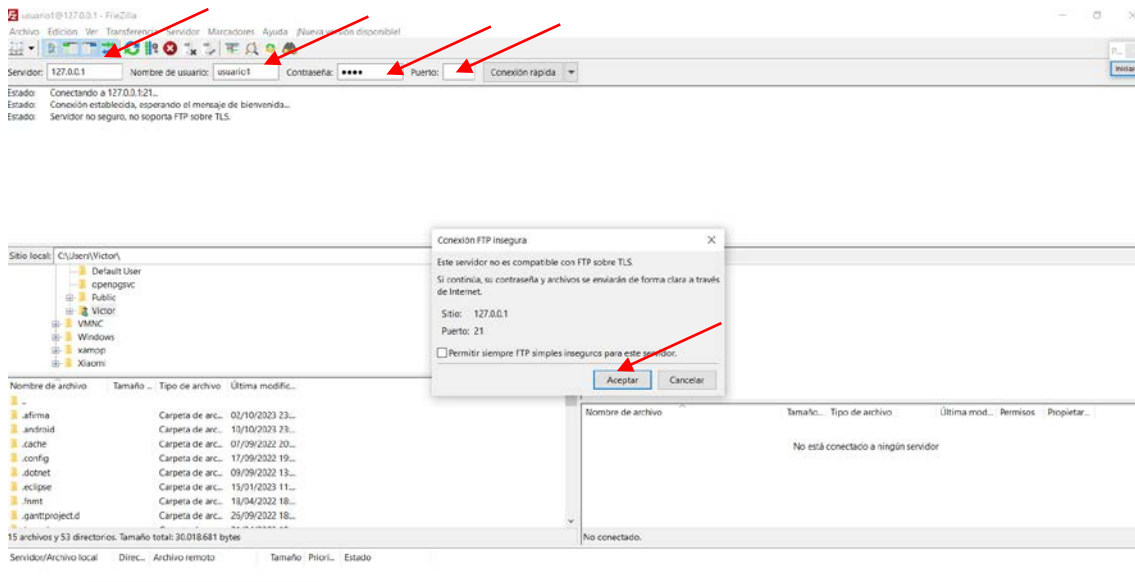 usuario1@127.0.0.1 - FileZilla
Archivo Edición Ver Transferencia Servidor Marcadores Ayuda ¡Nueva versión disponible!
Servidor: 127.0.0.1 Nombre de usuario: usuario1 Contraseña: •••• Puerto: Conexión rápida
Iniciar
Estado: Conectando a 127.0.0.1:21...
Estado: Conexión establecida, esperando el mensaje de bienvenida...
Estado: Servidor no seguro, no soporta FTP sobre TLS.
Conexión FTP insegura
Este servidor no es compatible con FTP sobre TLS.
Si continúa, su contraseña y archivos se enviarán de forma clara a través
de Internet.
Sitio: 127.0.0.1
Puerto: 21
Permitir siempre FTP simples inseguros para este servidor.
Aceptar Cancelar
Sitio local: C:\Users\Victor\
Default User
openpgsvc
Public
Victor
VMNC
Windows
xampp
Xiaomi
Nombre de archivo Tamaño ... Tipo de archivo Última modific...
..
.afirma Carpeta de arc... 02/10/2023 23...
.android Carpeta de arc... 10/10/2023 23...
.cache Carpeta de arc... 07/09/2022 20...
.config Carpeta de arc... 17/09/2022 19...
.dotnet Carpeta de arc... 09/09/2022 13...
.eclipse Carpeta de arc... 15/01/2023 11...
.fnmt Carpeta de arc... 18/04/2022 18...
.ganttproject.d Carpeta de arc... 26/09/2022 18...
15 archivos y 53 directorios. Tamaño total: 30.018.681 bytes
Nombre de archivo Tamaño... Tipo de archivo Última mod... Permisos Propietar...
No está conectado a ningún servidor
No conectado.
Servidor/Archivo local Direc... Archivo remoto Tamaño Priori... Estado